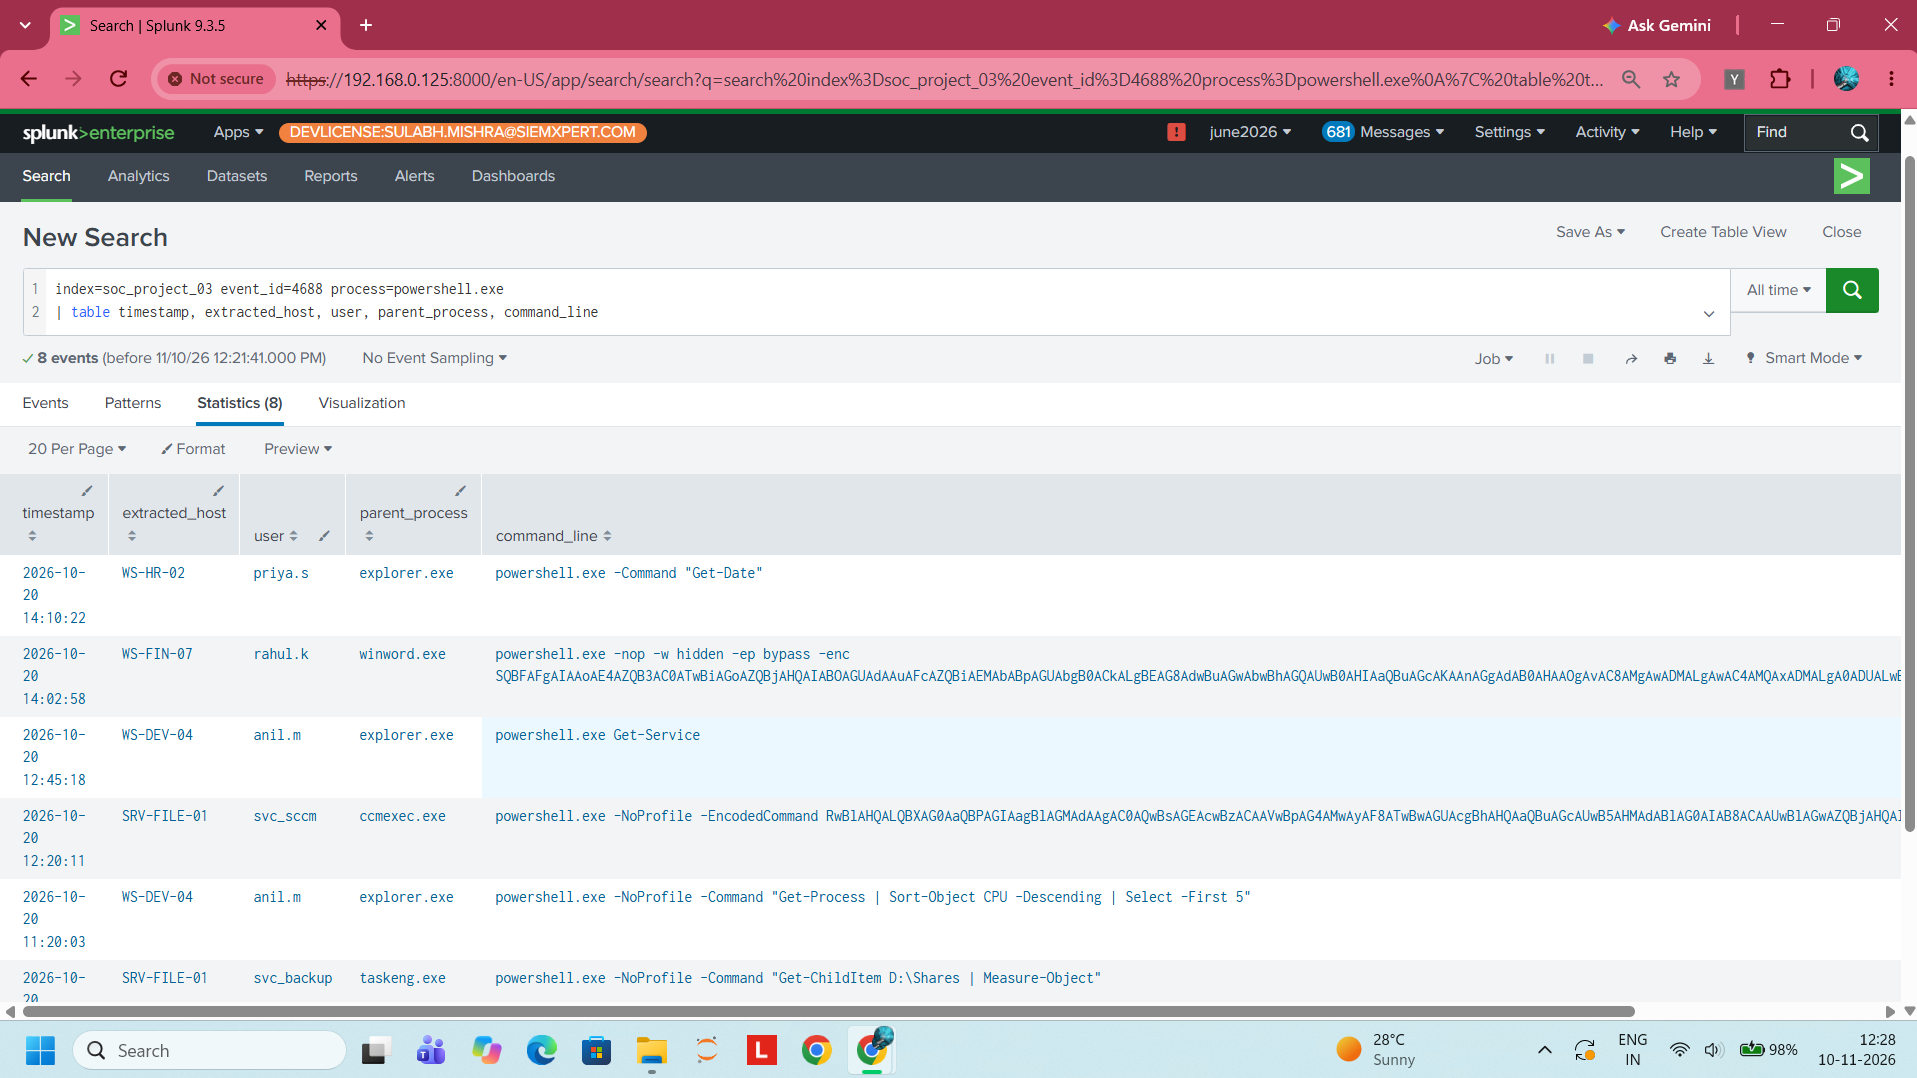 Search | Splunk 9.3.5
Ask Gemini
Not secure
https://192.168.0.125:8000/en-US/app/search/search?q=search%20index%3Dsoc_project_03%20event_id%3D4688%20process%3Dpowershell.exe%0A%7C%20table%20t...
Y
splunk>enterprise
Apps
DEVLICENSE:SULABH.MISHRA@SIEMXPERT.COM
!
june2026
681 Messages
Settings
Activity
Help
Find
Search
Analytics
Datasets
Reports
Alerts
Dashboards
New Search
Save As
Create Table View
Close
1 index=soc_project_03 event_id=4688 process=powershell.exe
2 | table timestamp, extracted_host, user, parent_process, command_line
All time
8 events (before 11/10/26 12:21:41.000 PM)
No Event Sampling
Job
Smart Mode
Events
Patterns
Statistics (8)
Visualization
20 Per Page
Format
Preview
timestamp
extracted_host
user
parent_process
command_line
2026-10-20 14:10:22 WS-HR-02 priya.s explorer.exe powershell.exe -Command "Get-Date"
2026-10-20 14:02:58 WS-FIN-07 rahul.k winword.exe powershell.exe -nop -w hidden -ep bypass -enc
2026-10-20 12:45:18 WS-DEV-04 anil.m explorer.exe powershell.exe Get-Service
2026-10-20 12:20:11 SRV-FILE-01 svc_sccm ccmexec.exe powershell.exe -NoProfile -EncodedCommand
2026-10-20 11:20:03 WS-DEV-04 anil.m explorer.exe powershell.exe -NoProfile -Command "Get-Process | Sort-Object CPU -Descending | Select -First 5"
2026-10-20 SRV-FILE-01 svc_backup taskeng.exe powershell.exe -NoProfile -Command "Get-ChildItem D:\Shares | Measure-Object"
Search
L
28°C
Sunny
ENG
IN
98%
12:28
10-11-2026